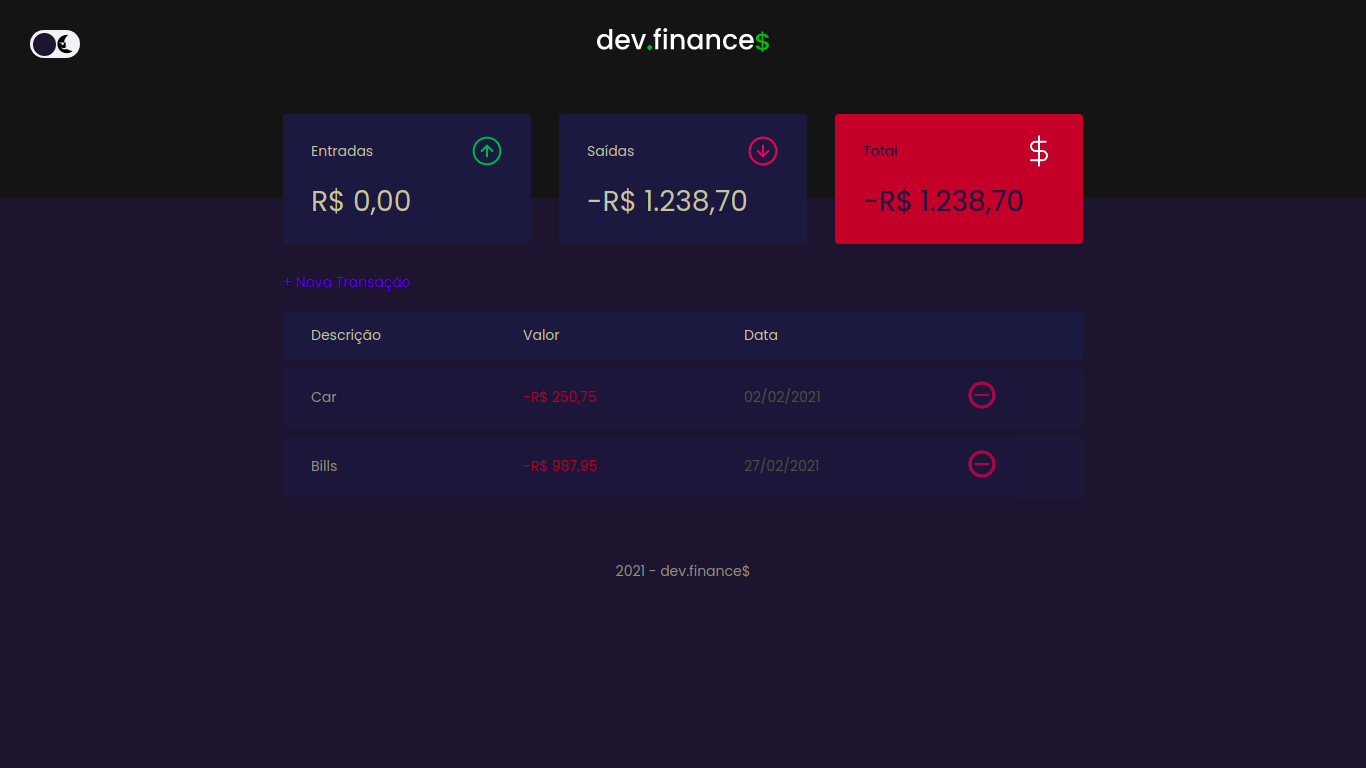 dev.finance$
Entradas
R$ 0,00
Saídas
-R$ 1.238,70
Total
-R$ 1.238,70
+ Nova Transação
Descrição Valor Data
Car -R$ 250,75 02/02/2021
Bills -R$ 987,95 27/02/2021
2021 - dev.finance$